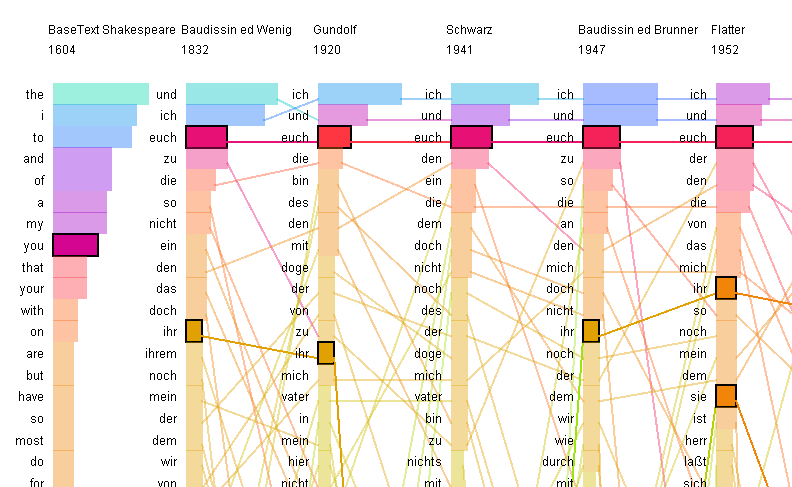 BaseText Shakespeare Baudissin ed Wenig Gundolf Schwarz Baudissin ed Brunner Flatter
1604 1832 1920 1941 1947 1952
the und ich ich ich ich
i ich und und und und
to euch euch euch euch euch
and zu die den zu der
of die bin ein so den
a so des die die die
my nicht den dem an von
you ein mit doch den das
that den doge nicht mich mich
your das der noch doch ihr
with doch von des nicht so
on ihr zu der ihr noch
are ihrem ihr doge noch mein
but noch mich mich der dem
have mein vater vater dem sie
so der in bin wir ist
most dem mein zu wie herr
do wir hier nichts durch laßt
for von nicht mit mit sich